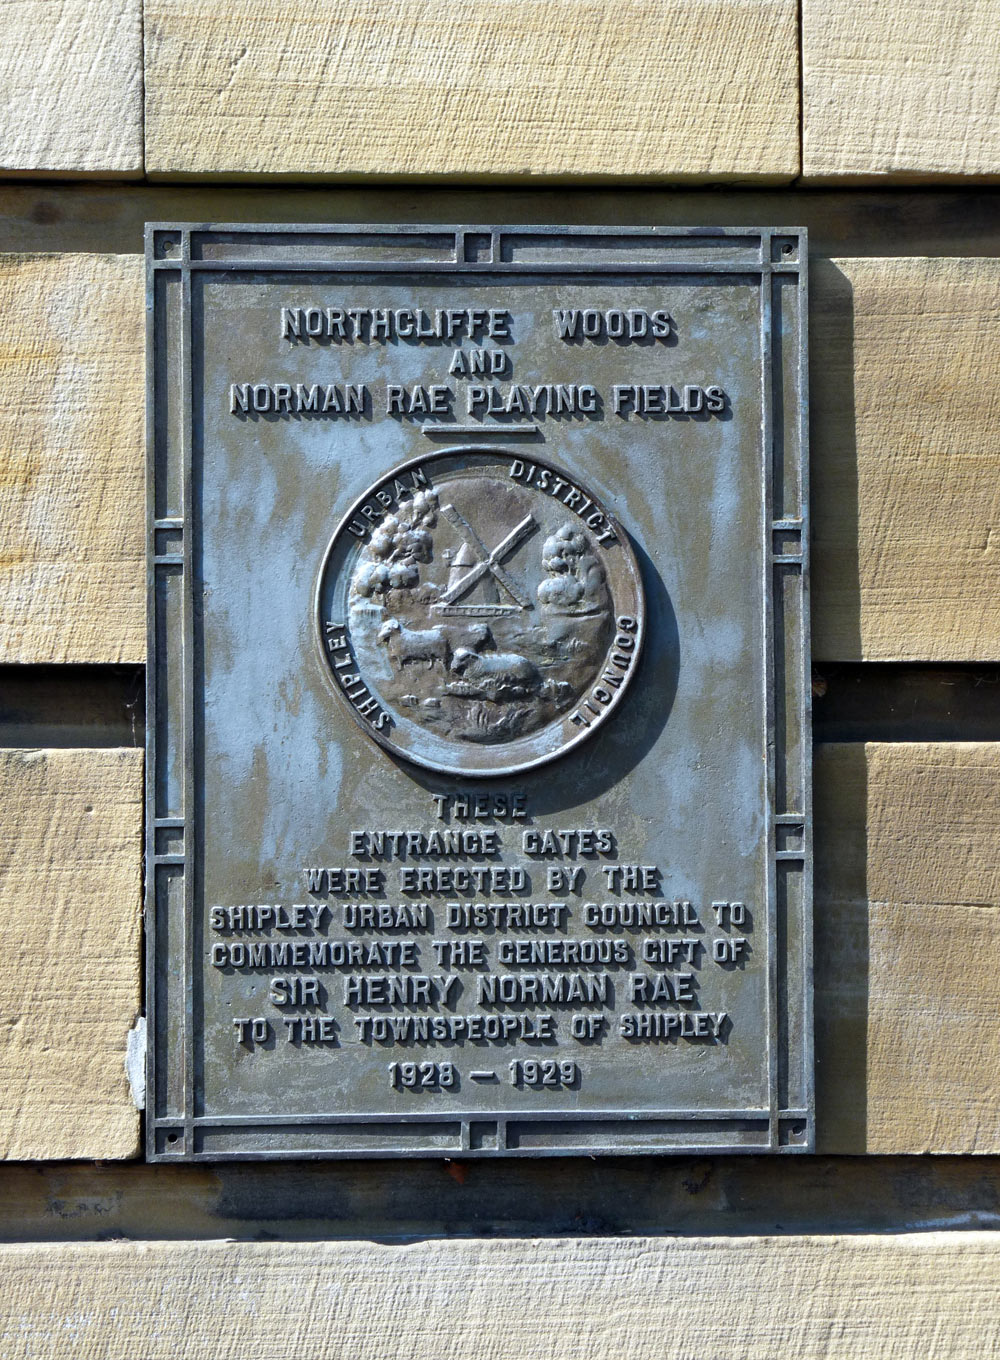 NORTHCLIFFE WOODS
AND
NORMAN RAE PLAYING FIELDS
SHIPLEY URBAN DISTRICT COUNCIL
THESE
ENTRANCE GATES
WERE ERECTED BY THE
SHIPLEY URBAN DISTRICT COUNCIL TO
COMMEMORATE THE GENEROUS GIFT OF
SIR HENRY NORMAN RAE
TO THE TOWNSPEOPLE OF SHIPLEY
1928 – 1929